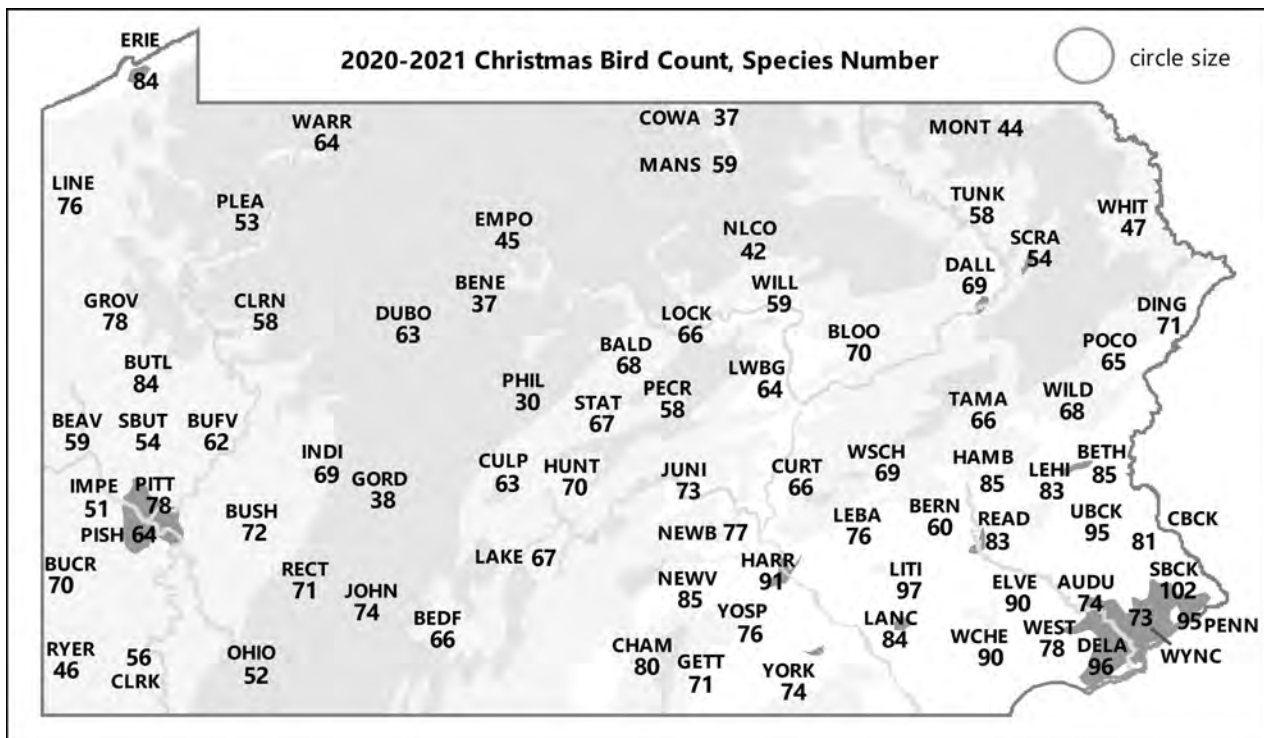 ERIE
84
2020-2021 Christmas Bird Count, Species Number
circle size
WARR
64
COWA 37
MONT 44
MANS 59
LINE
76
PLEA
53
EMPO
45
NLCO
42
TUNK
58
SCRA
54
WHIT
47
GROV
78
CLRN
58
DUBO
63
BENE
37
LOCK
66
WILL
59
DALL
69
DING
71
BUTL
84
BALD
68
BLOO
70
POCO
65
PHIL
30
STAT
67
PECR
58
LWBG
64
TAMA
66
WILD
68
BEAV
59
SBUT
54
BUFV
62
INDI
69
GORD
38
CULP
63
HUNT
70
JUNI
73
CURT
66
WSCH
69
HAMB
85
LEHI
83
BETH
85
IMPE
51
PITT
78
PISH 64
BUSH
72
LAKE 67
NEWB 77
LEBA
76
BERN
60
READ
83
UBCK
95
CBCK
81
BUCR
70
RECT
71
JOHN
74
BEDF
66
NEWV
85
HARR
91
YOSP
76
LITI
97
LANC
84
ELVE
90
AUDU
74
SBCK
102
73
95 PENN
WYNC
RYER
46
56
CLRK
OHIO
52
CHAM
80
GETT
71
YORK
74
WCHE
90
WEST
78
DELA
96